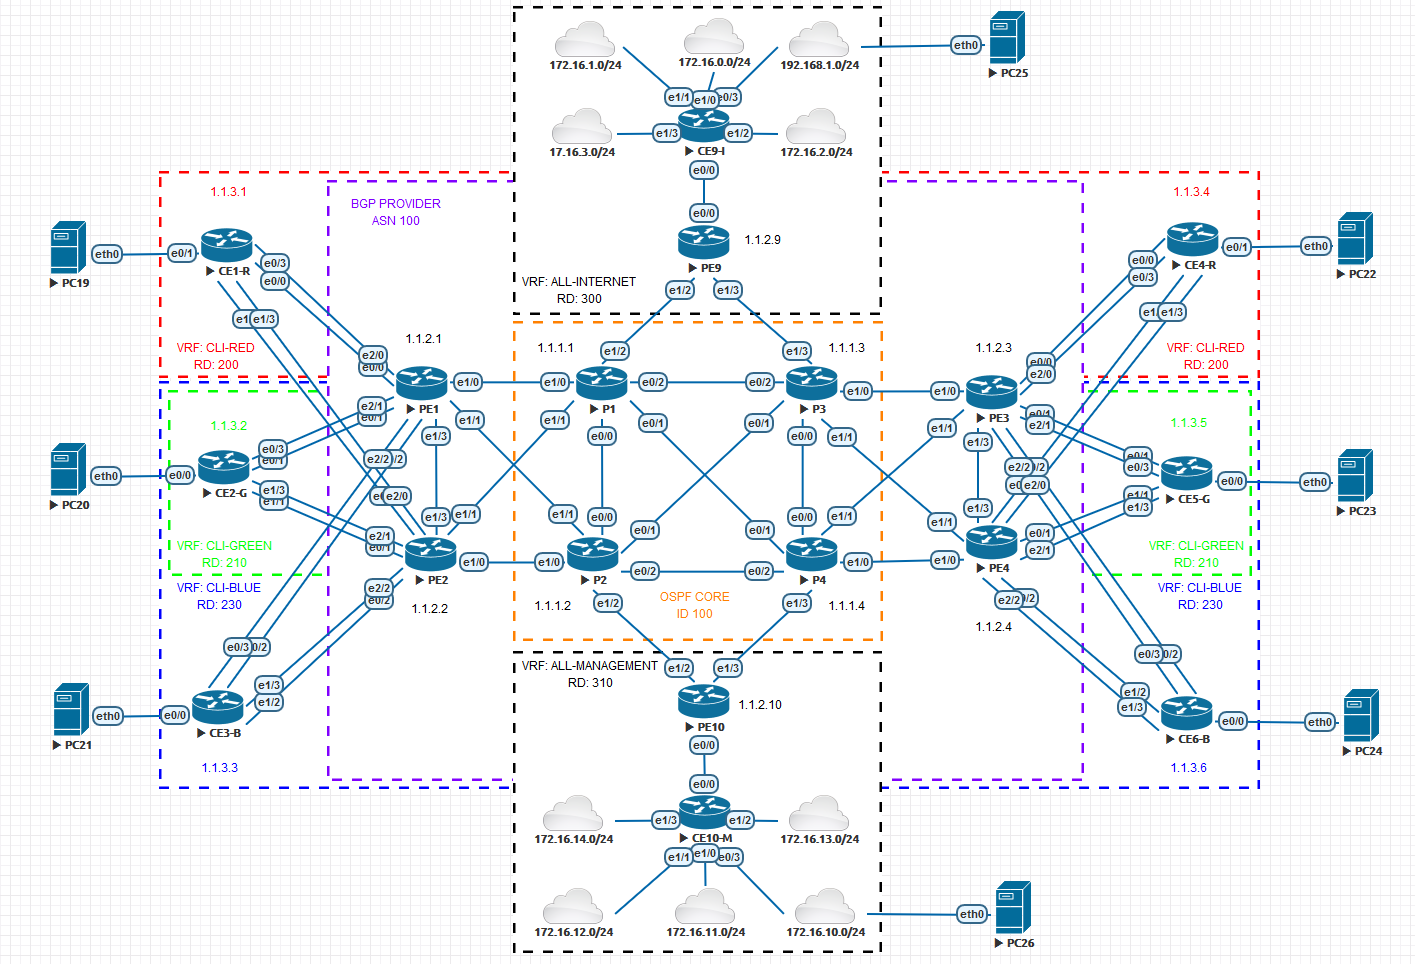 172.16.1.0/24
172.16.0.0/24
192.168.1.0/24
eth0
PC25
e1/1
e1/0
e0/3
17.16.3.0/24
e1/3
e1/2
172.16.2.0/24
CE9-I
e0/0
e0/0
1.1.2.9
PE9
VRF: ALL-INTERNET
RD: 300
e1/2
e1/3
1.1.3.1
BGP PROVIDER
ASN 100
PC19
eth0
e0/1
CE1-R
e0/3
e0/0
e1/3
VRF: CLI-RED
RD: 200
e2/0
e0/0
1.1.2.1
PE1
e1/0
e1/1
e1/3
e2/1
e0/1
e2/2
1.1.3.2
PC20
eth0
e0/0
CE2-G
e0/3
e0/1
e1/3
e1/1
VRF: CLI-GREEN
RD: 210
VRF: CLI-BLUE
RD: 230
e2/0
e1/3
e1/1
e2/1
e0/1
PE2
e1/0
e2/2
e0/2
1.1.2.2
e0/3
0/2
PC21
eth0
e0/0
CE3-B
e1/3
e1/2
1.1.3.3
1.1.1.1
e1/2
e1/3
1.1.1.3
e1/0
P1
e0/2
e0/2
P3
e1/0
e1/1
e0/0
e0/1
e0/1
e0/0
e1/1
e1/1
e0/0
e0/1
e0/1
e0/0
e1/1
e1/0
P2
e0/2
e0/2
P4
e1/0
OSPF CORE
ID 100
1.1.1.2
e1/2
e1/3
1.1.1.4
1.1.3.4
PC22
eth0
e0/1
CE4-R
e0/0
e0/3
e1/3
VRF: CLI-RED
RD: 200
1.1.2.3
e0/0
e2/0
e1/0
PE3
e1/1
e1/3
e0/1
e2/1
e2/2
0/2
e2/0
1.1.3.5
PC23
eth0
e0/0
CE5-G
e0/1
e0/3
e1/1
e1/3
VRF: CLI-GREEN
RD: 210
VRF: CLI-BLUE
RD: 230
e1/3
e1/1
e0/1
e2/1
e1/0
PE4
e2/2
0/2
1.1.2.4
e0/3
0/2
e1/2
e1/3
PC24
eth0
e0/0
CE6-B
1.1.3.6
VRF: ALL-MANAGEMENT
RD: 310
e1/2
e1/3
1.1.2.10
PE10
e0/0
e0/0
e1/3
e1/2
172.16.14.0/24
CE10-M
172.16.13.0/24
e1/1
e1/0
e0/3
172.16.12.0/24
172.16.11.0/24
172.16.10.0/24
eth0
PC26